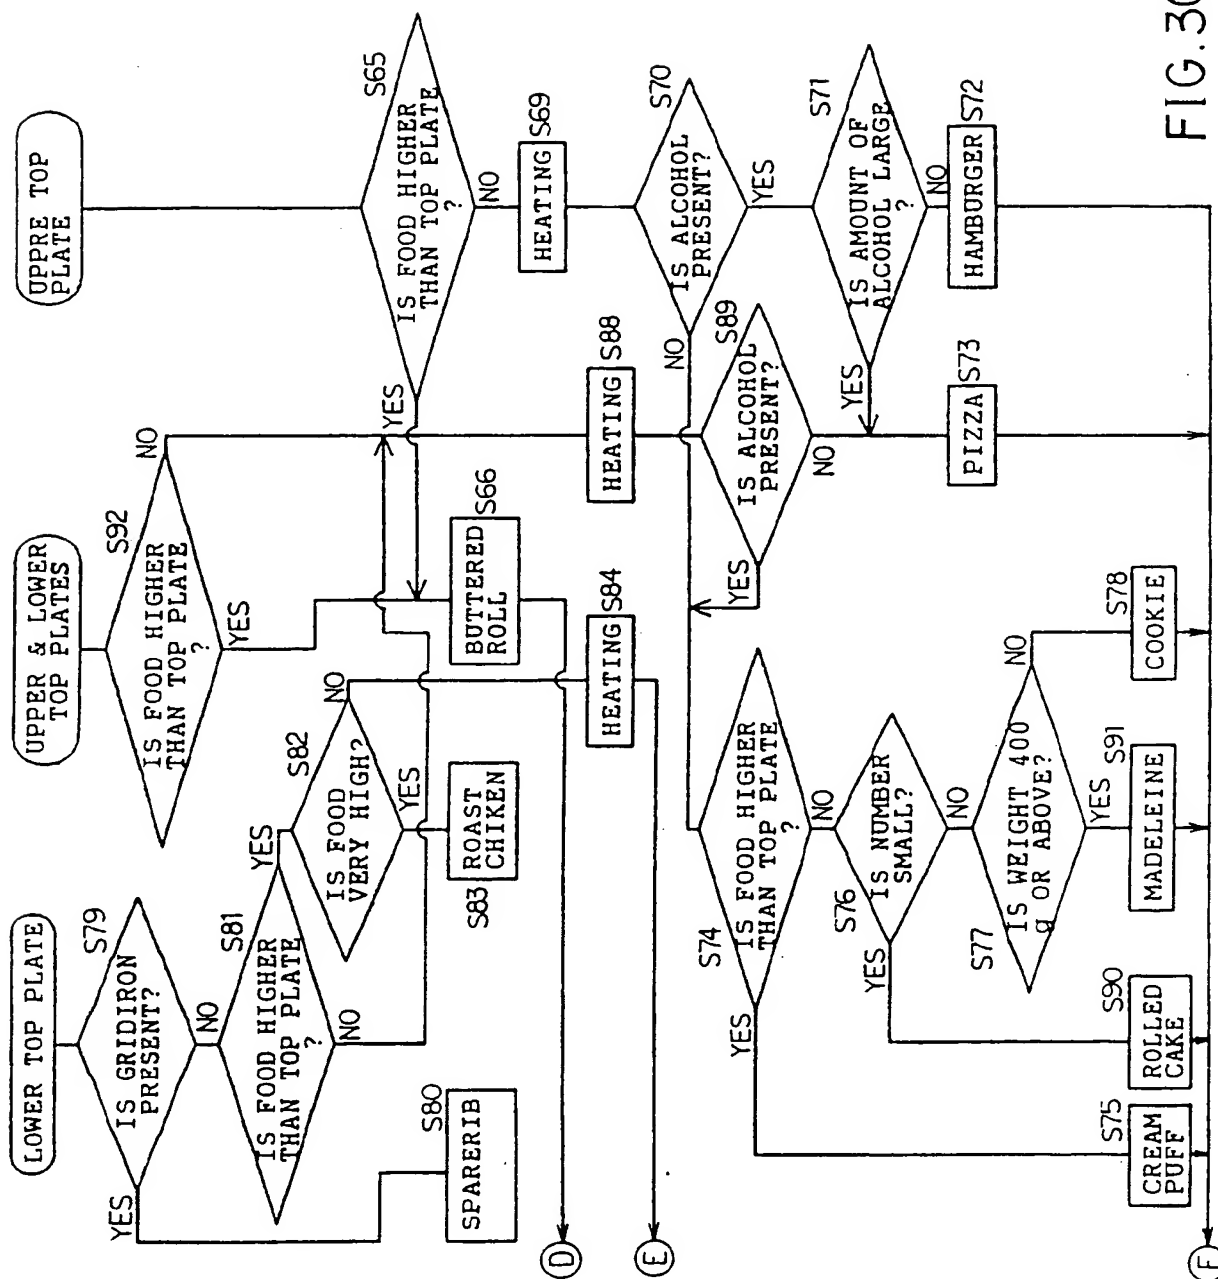 LOWER TOP PLATE
S79
IS GRIDIRON
PRESENT?
YES
NO
S80
SPARERIB
S81
IS FOOD HIGHER
THAN TOP PLATE
?
YES
NO
S82
IS FOOD
VERY HIGH?
NO
YES
S83
ROAST
CHIKEN
S84
HEATING
UPPER & LOWER
TOP PLATES
S92
IS FOOD HIGHER
THAN TOP PLATE
?
NO
YES
S66
BUTTERED
ROLL
S88
HEATING
S89
IS ALCOHOL
PRESENT?
YES
NO
S73
PIZZA
UPPRE TOP
PLATE
S65
IS FOOD HIGHER
THAN TOP PLATE
?
YES
NO
S69
HEATING
S70
IS ALCOHOL
PRESENT?
NO
YES
S71
IS AMOUNT OF
ALCOHOL LARGE
?
YES
NO
S72
HAMBURGER
S74
IS FOOD HIGHER
THAN TOP PLATE
?
YES
NO
S75
CREAM
PUFF
S76
IS NUMBER
SMALL?
YES
NO
S90
ROLLED
CAKE
S77
IS WEIGHT 400
g OR ABOVE?
NO
YES
S91
MADELEINE
S78
COOKIE
D
E
F
FIG.30